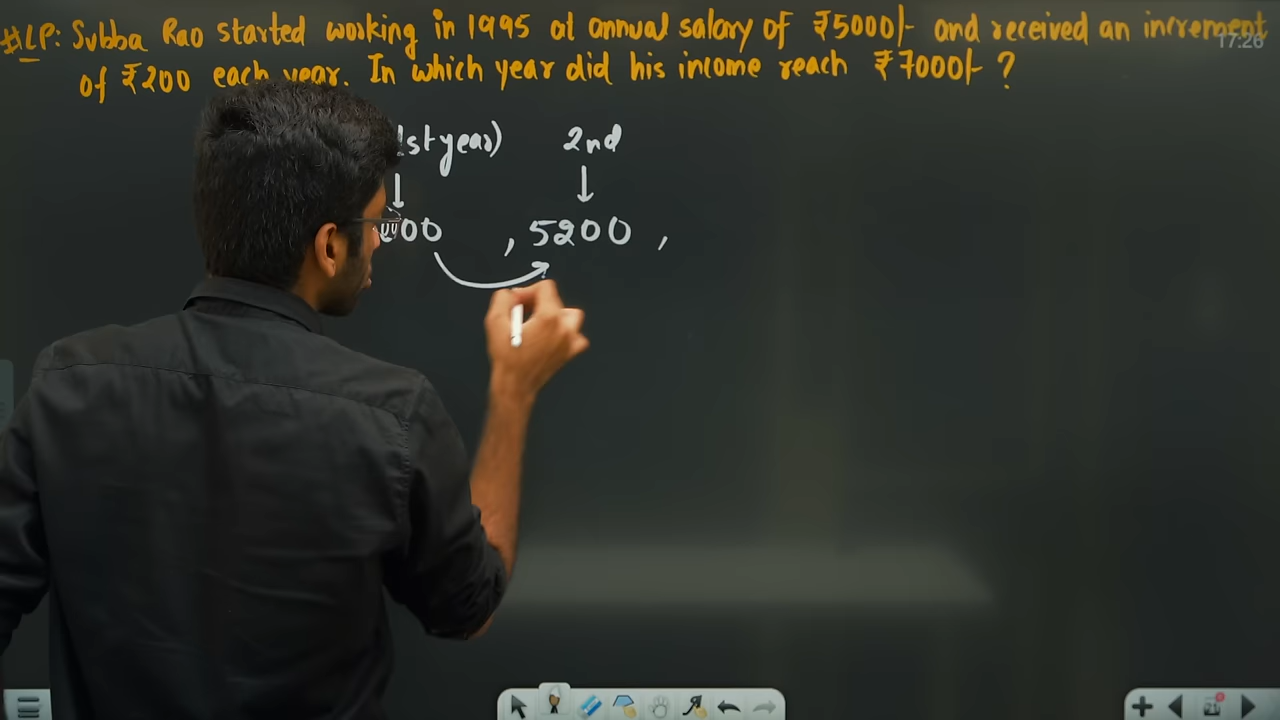 #LP: Subba Rao started working in 1995 at annual salary of ₹5000/- and received an increment
17:26
of ₹200 each year. In which year did his income reach ₹7000/- ?
1st year) 2nd
000 , 5200 ,